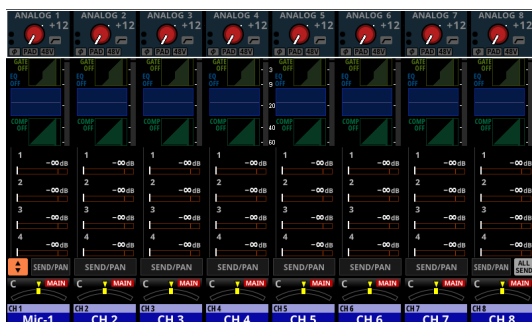 ANALOG 1 ANALOG 2 ANALOG 3 ANALOG 4 ANALOG 5 ANALOG 6 ANALOG 7 ANALOG 8
+12 +12 +12 +12 +12 +12 +12 +12
Φ PAD 48V Φ PAD 48V Φ PAD 48V Φ PAD 48V Φ PAD 48V Φ PAD 48V Φ PAD 48V Φ PAD 48V
GATE OFF GATE OFF GATE OFF GATE OFF GATE OFF GATE OFF GATE OFF GATE OFF
3 3
EQ OFF EQ OFF EQ OFF EQ OFF EQ OFF EQ OFF EQ OFF EQ OFF
9 9
20 20
COMP OFF COMP OFF COMP OFF COMP OFF COMP OFF COMP OFF COMP OFF COMP OFF
40 40
60 60
1 1 1 1 1 1 1 1
-∞dB -∞dB -∞dB -∞dB -∞dB -∞dB -∞dB -∞dB
2 2 2 2 2 2 2 2
-∞dB -∞dB -∞dB -∞dB -∞dB -∞dB -∞dB -∞dB
3 3 3 3 3 3 3 3
-∞dB -∞dB -∞dB -∞dB -∞dB -∞dB -∞dB -∞dB
4 4 4 4 4 4 4 4
-∞dB -∞dB -∞dB -∞dB -∞dB -∞dB -∞dB -∞dB
SEND/PAN SEND/PAN SEND/PAN SEND/PAN SEND/PAN SEND/PAN SEND/PAN SEND/PAN ALL SEND
C MAIN C MAIN C MAIN C MAIN C MAIN C MAIN C MAIN C MAIN
CH 1 CH 2 CH 3 CH 4 CH 5 CH 6 CH 7 CH 8
Mic-1 CH 2 CH 3 CH 4 CH 5 CH 6 CH 7 CH 8